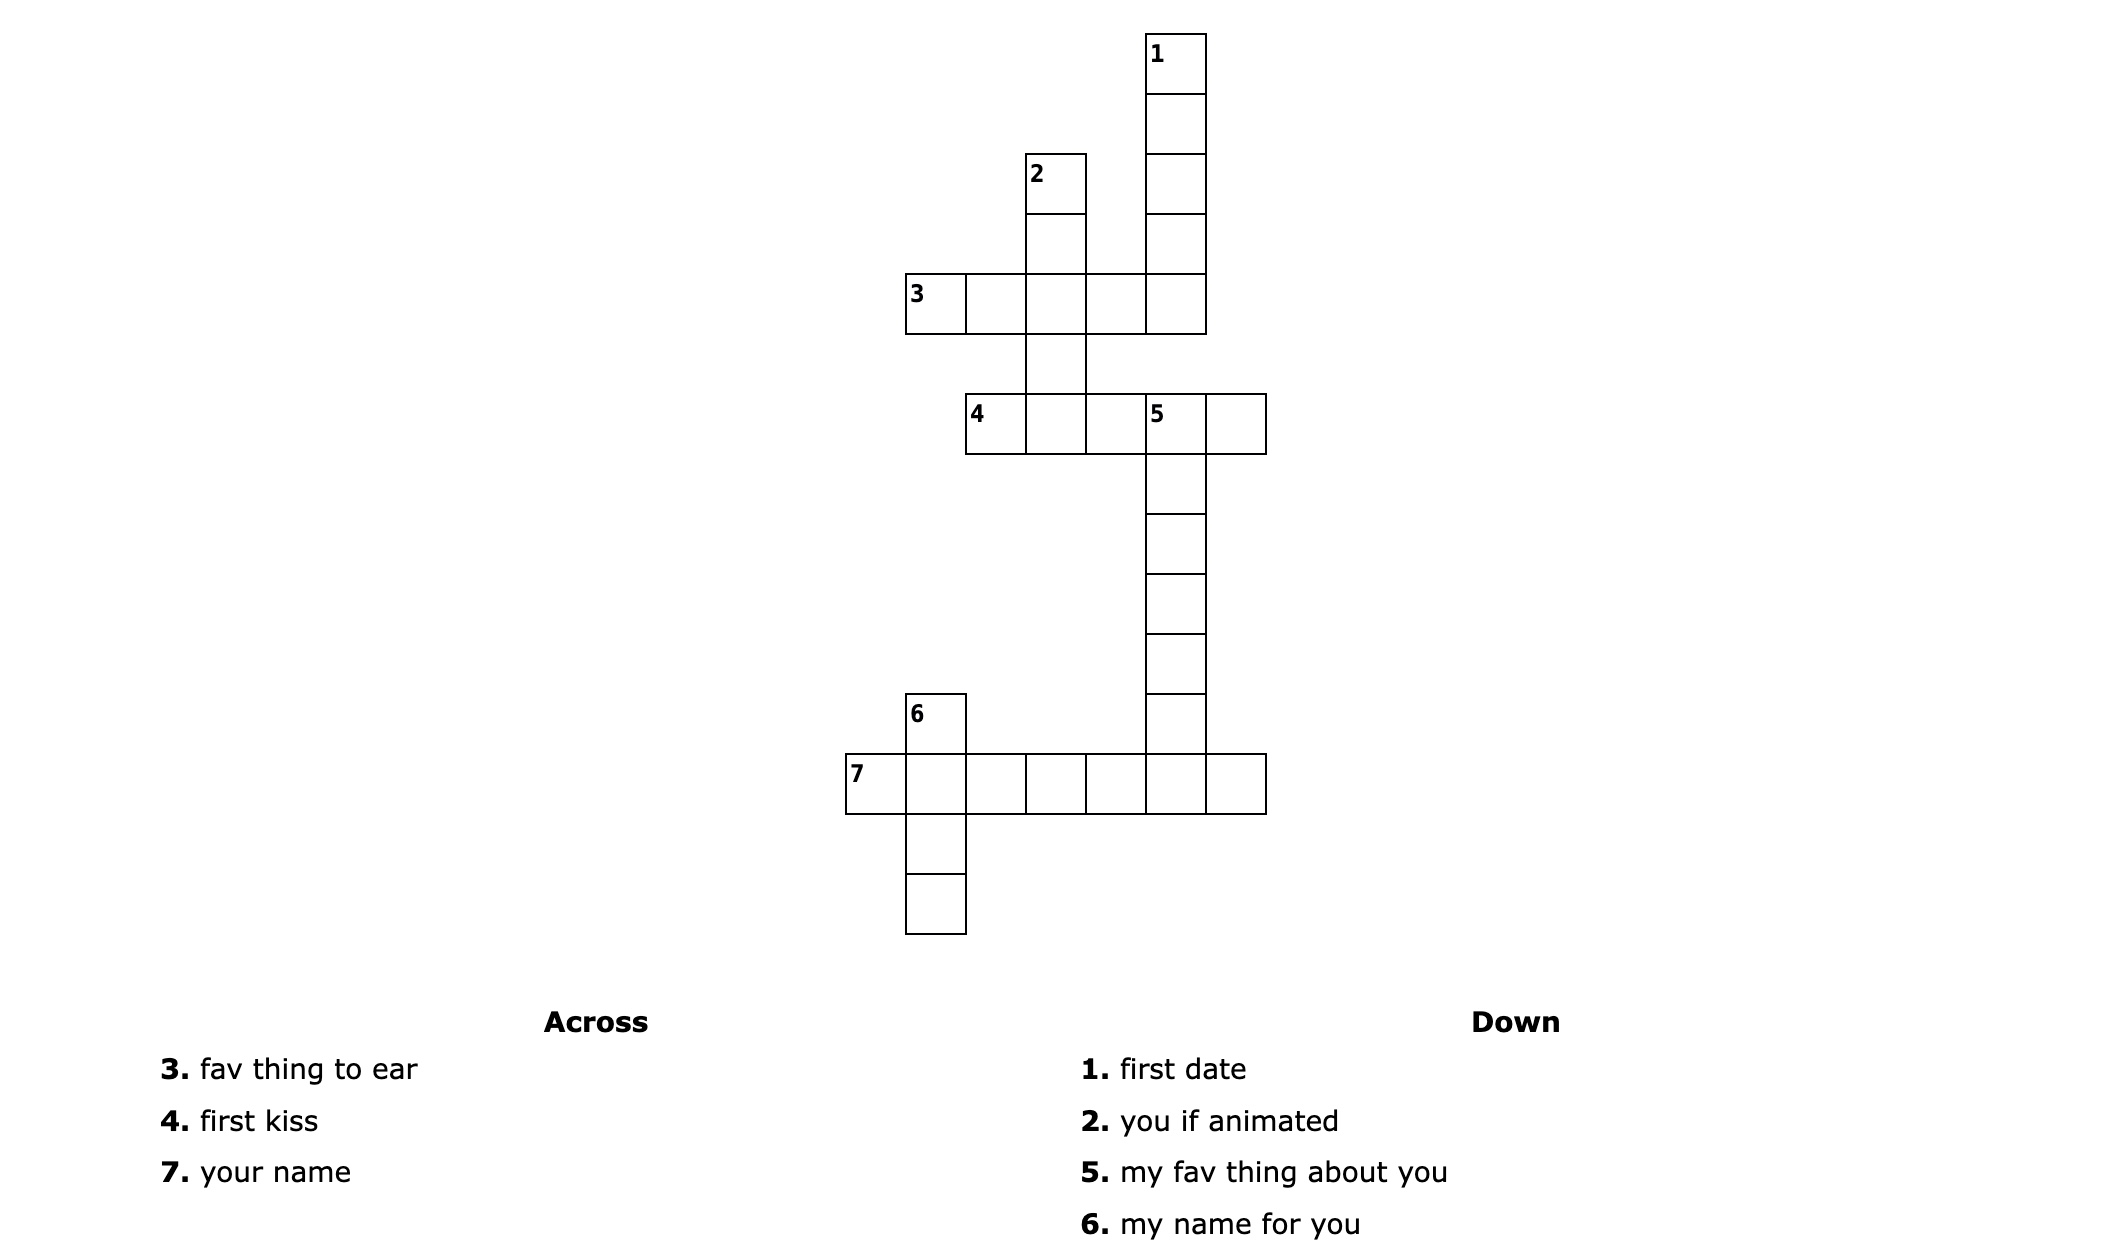 1
2
3
4
5
6
7
Across
3. fav thing to ear
4. first kiss
7. your name
Down
1. first date
2. you if animated
5. my fav thing about you
6. my name for you